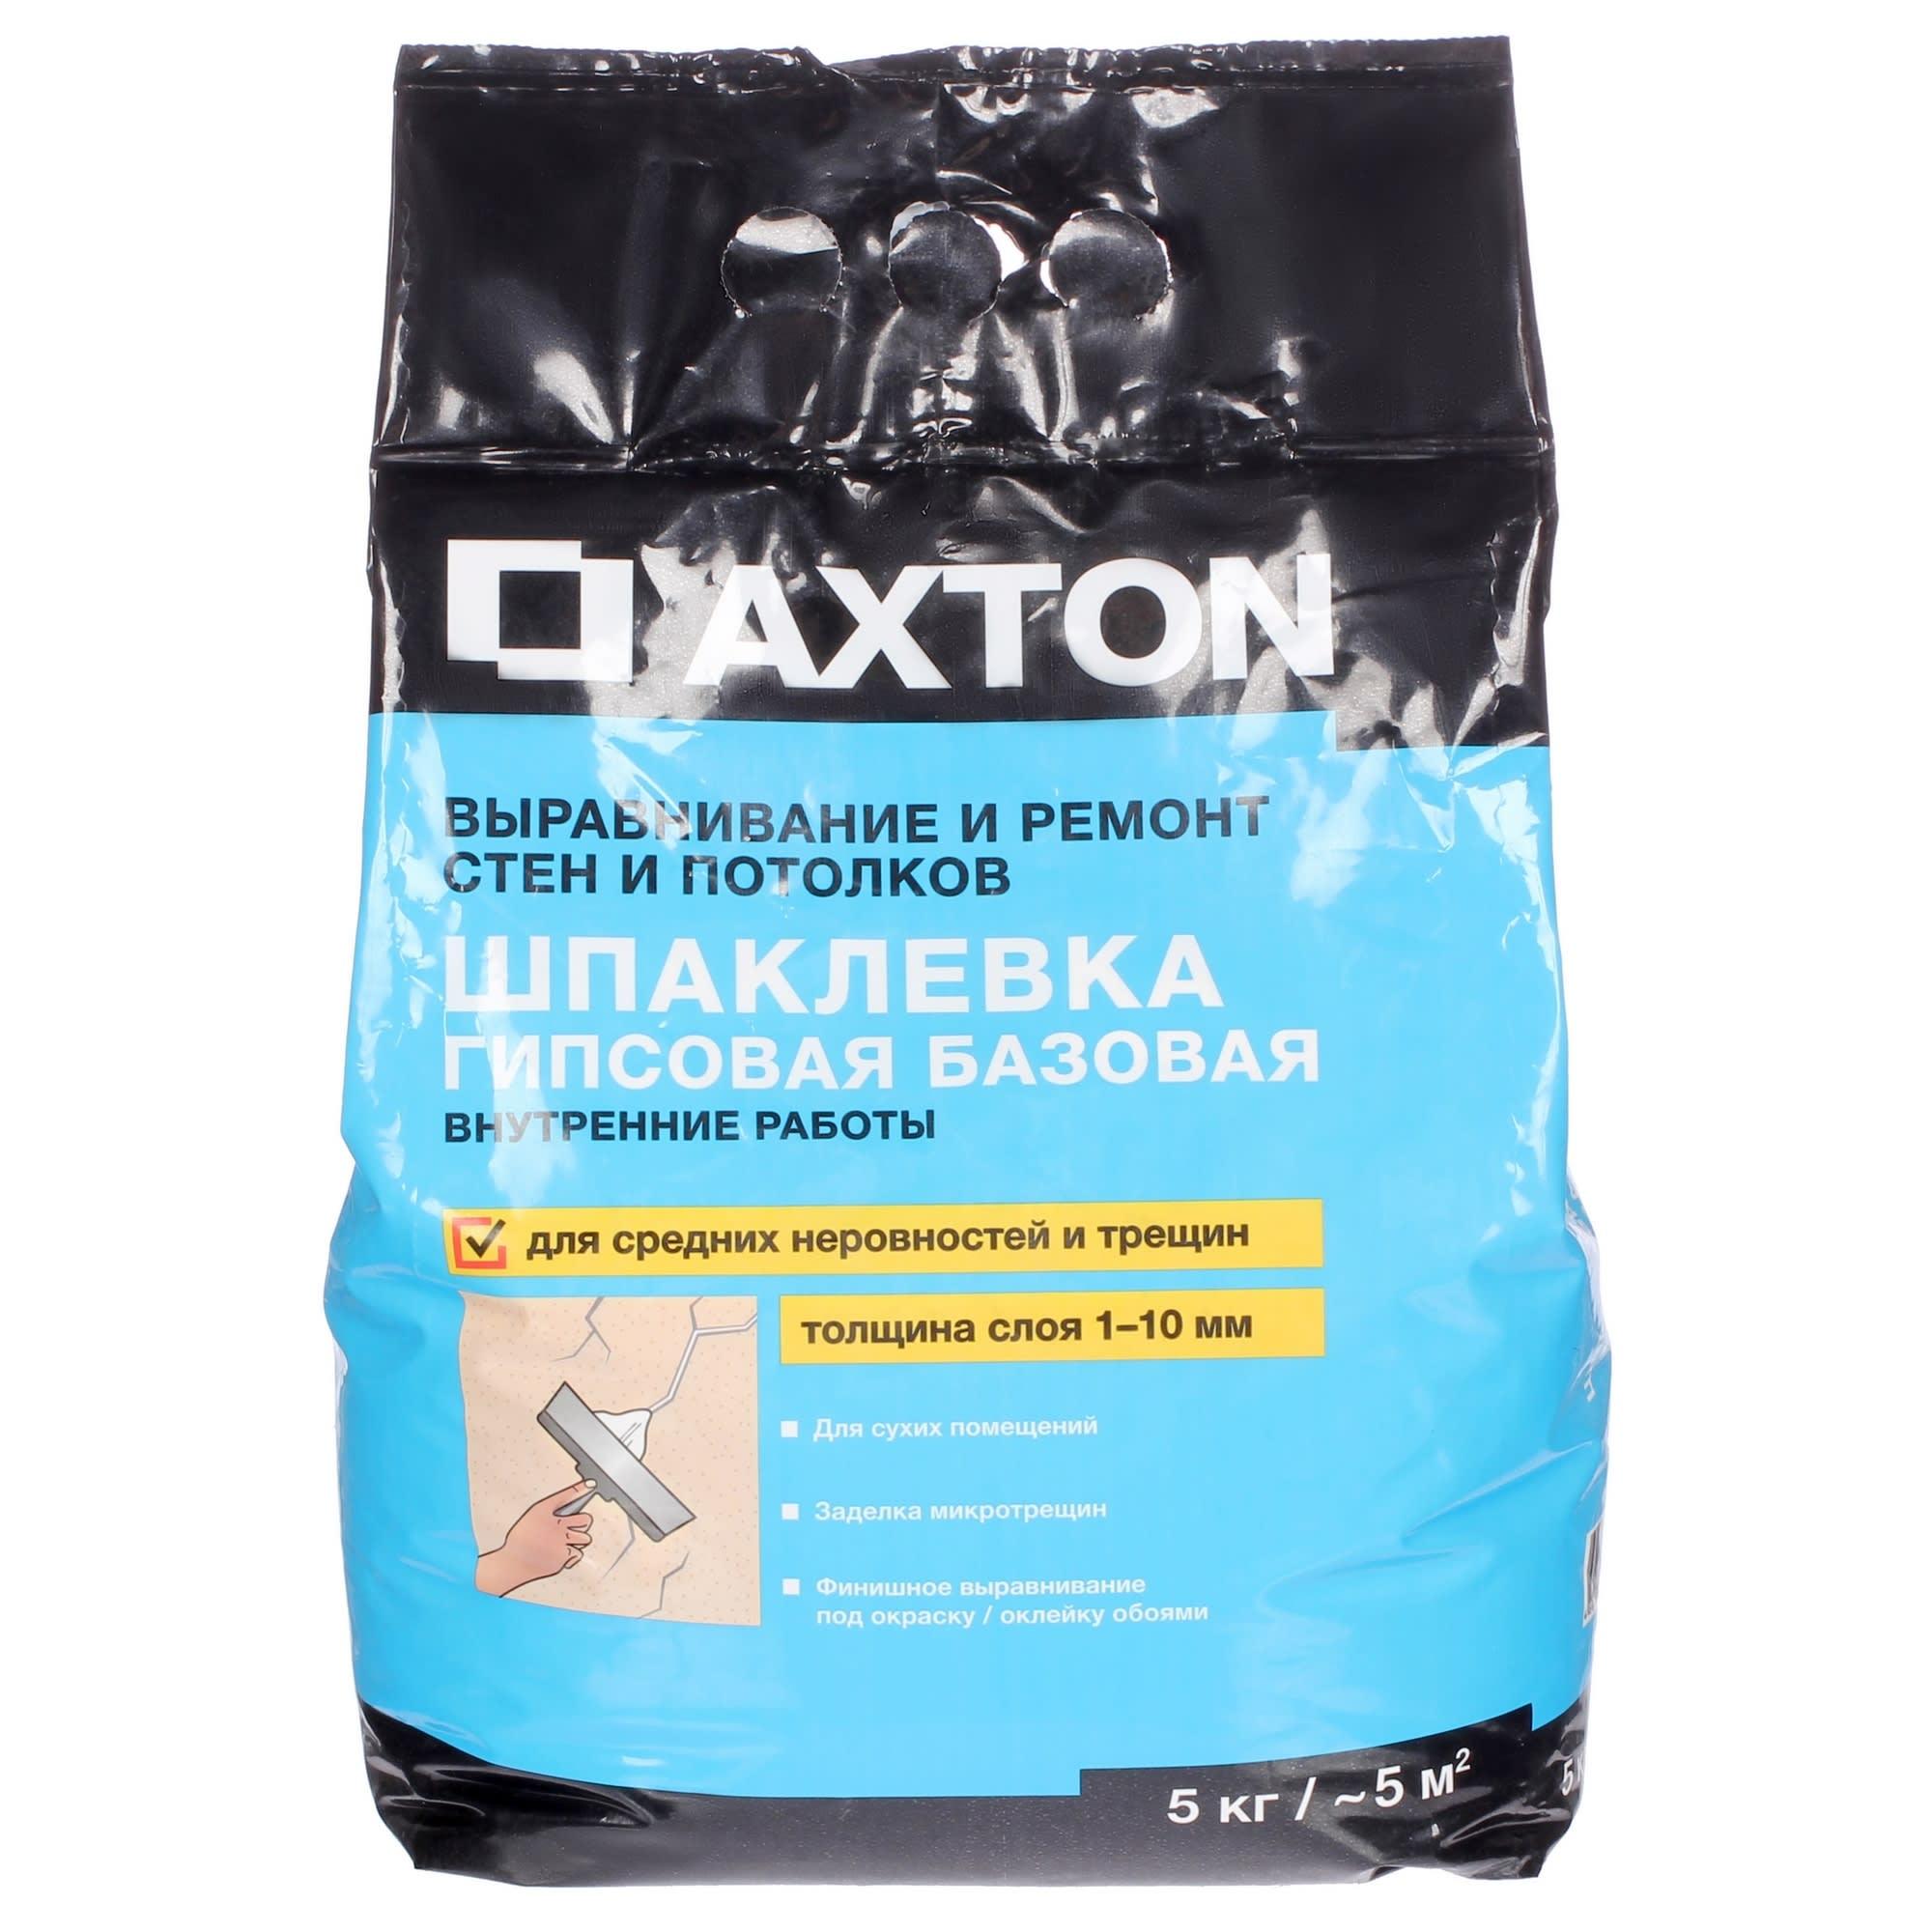 AXTON
ВЫРАВНИВАНИЕ И РЕМОНТ
СТЕН И ПОТОЛКОВ
ШПАКЛЕВКА
ГИПСОВАЯ БАЗОВАЯ
ВНУТРЕННИЕ РАБОТЫ
для средних неровностей и трещин
толщина слоя 1–10 мм
Для сухих помещений
Заделка микротрещин
Финишное выравнивание
под окраску / оклейку обоями
5 кг / ~5 м²